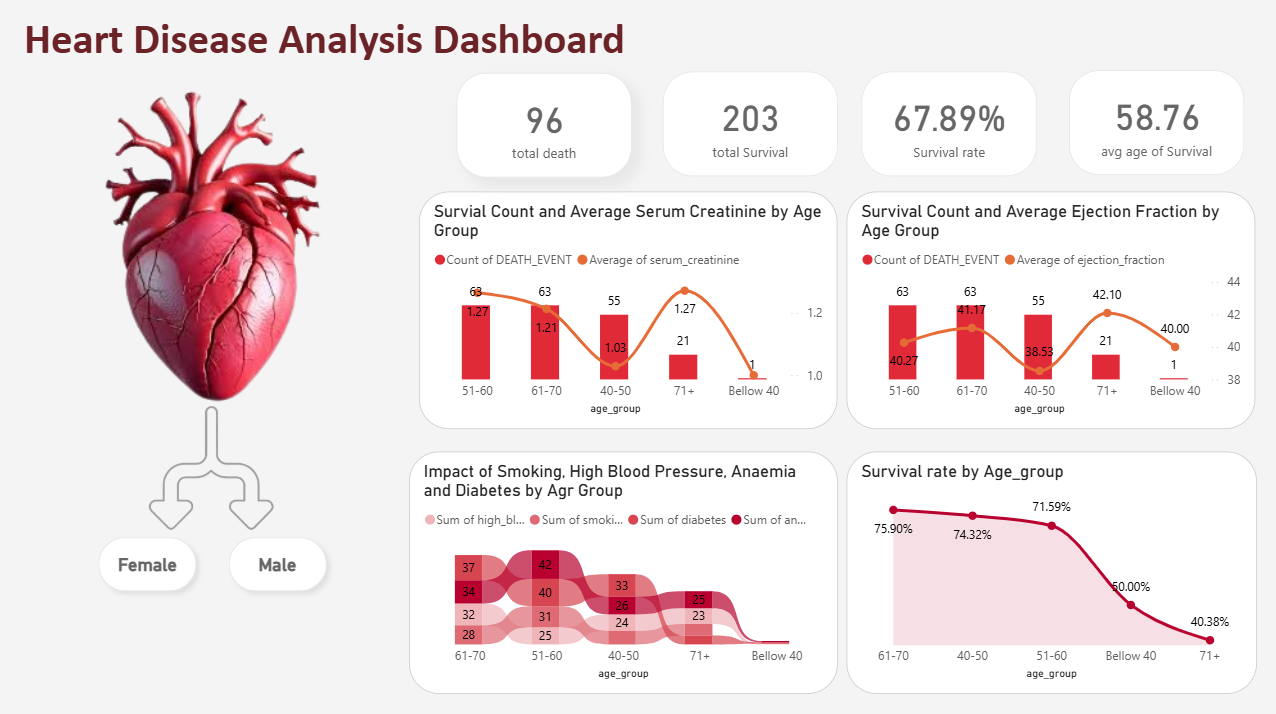 Heart Disease Analysis Dashboard
96
total death
203
total Survival
67.89%
Survival rate
58.76
avg age of Survival
Survial Count and Average Serum Creatinine by Age
Group
Count of DEATH_EVENT Average of serum_creatinine
63 63 55 21 1
1.27 1.21 1.03 1.27
1.2
1.0
51-60 61-70 40-50 71+ Bellow 40
age_group
Survival Count and Average Ejection Fraction by
Age Group
Count of DEATH_EVENT Average of ejection_fraction
63 63 55 21 1
40.27 41.17 38.53 42.10 40.00
44
42
40
38
51-60 61-70 40-50 71+ Bellow 40
age_group
Female
Male
Impact of Smoking, High Blood Pressure, Anaemia
and Diabetes by Agr Group
Sum of high_bl... Sum of smoki... Sum of diabetes Sum of an...
37 42 33 25
34 40 26 23
32 31 24
28 25
61-70 51-60 40-50 71+ Bellow 40
age_group
Survival rate by Age_group
75.90% 74.32% 71.59% 50.00% 40.38%
61-70 40-50 51-60 Bellow 40 71+
age_group